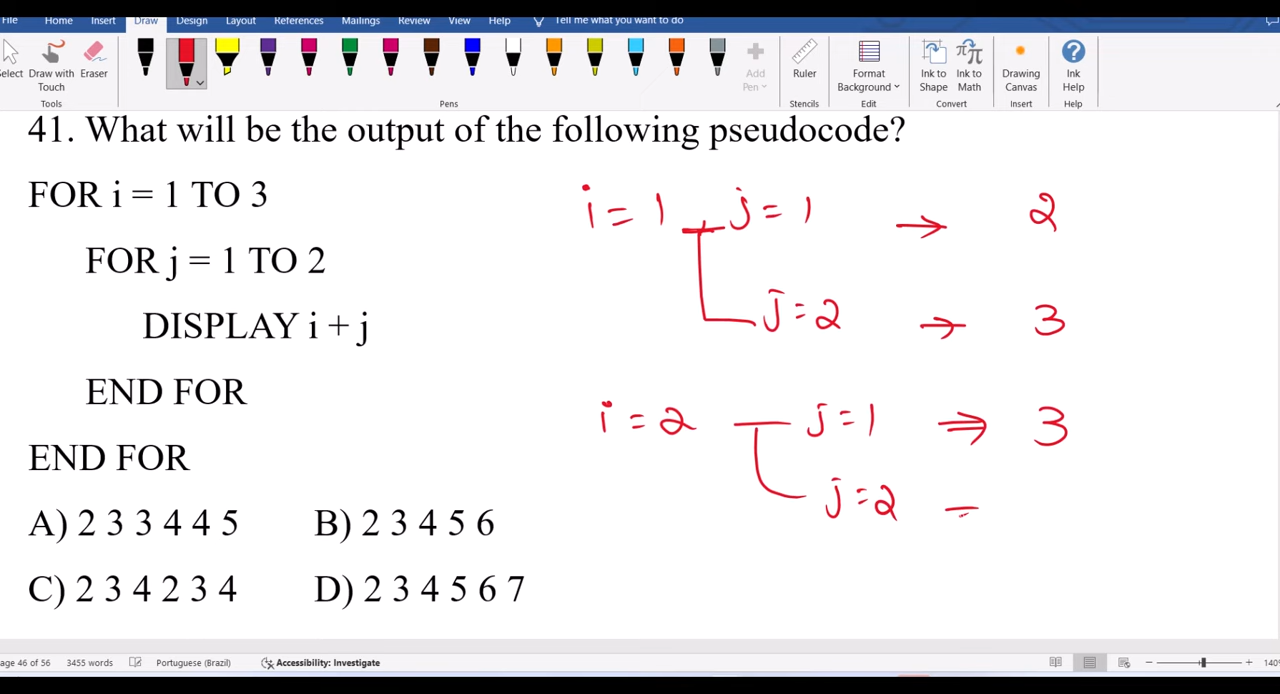 File Home Insert Draw Design Layout References Mailings Review View Help Tell me what you want to do
Select Draw with Touch Eraser Add Pen Ruler Format Background Ink to Shape Ink to Math Drawing Canvas Ink Help
Tools Pens Stencils Edit Convert Insert Help
41. What will be the output of the following pseudocode?
FOR i = 1 TO 3
i = 1 j = 1 → 2
FOR j = 1 TO 2
DISPLAY i + j
j = 2 → 3
END FOR
i = 2 j = 1 ⇒ 3
END FOR
j = 2 =
A) 2 3 3 4 4 5 B) 2 3 4 5 6
C) 2 3 4 2 3 4 D) 2 3 4 5 6 7
age 46 of 56 3455 words Portuguese (Brazil) Accessibility: Investigate 140